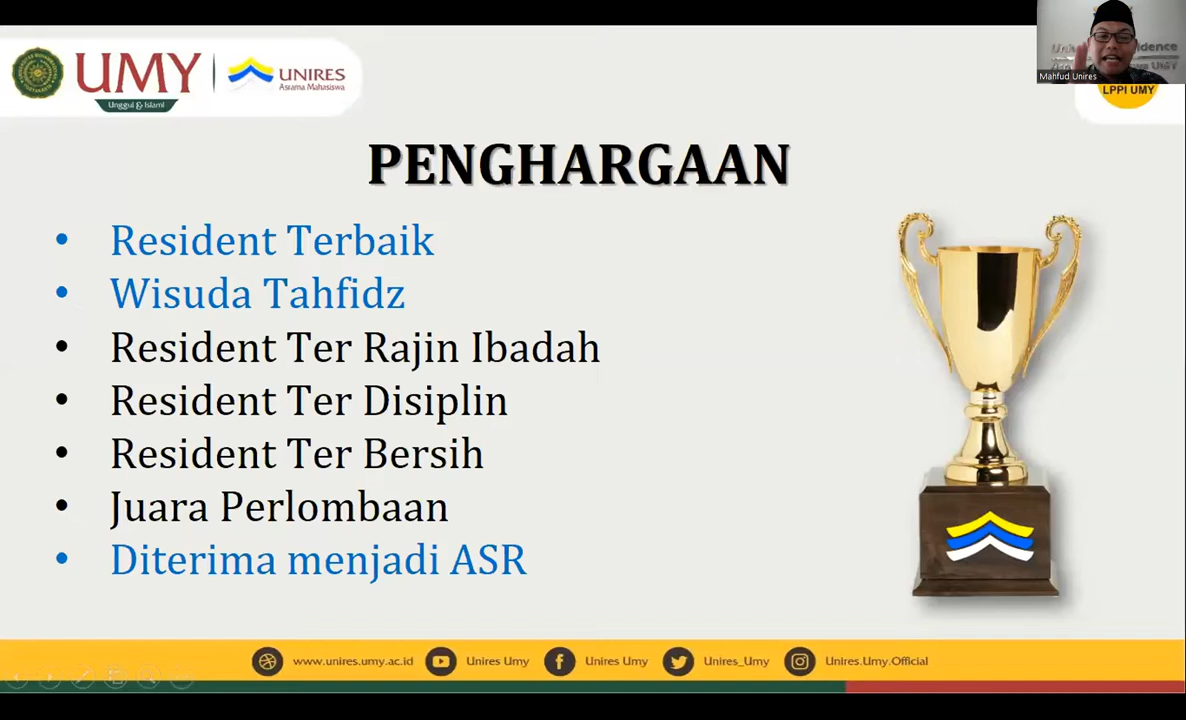 UMY
Unggul & Islami
UNIRES
Asrama Mahasiswa
Mahfud Unires
LPPI UMY
PENGHARGAAN
• Resident Terbaik
• Wisuda Tahfidz
• Resident Ter Rajin Ibadah
• Resident Ter Disiplin
• Resident Ter Bersih
• Juara Perlombaan
• Diterima menjadi ASR
www.unires.umy.ac.id
Unires Umy
Unires Umy
Unires_Umy
Unires.Umy.Official